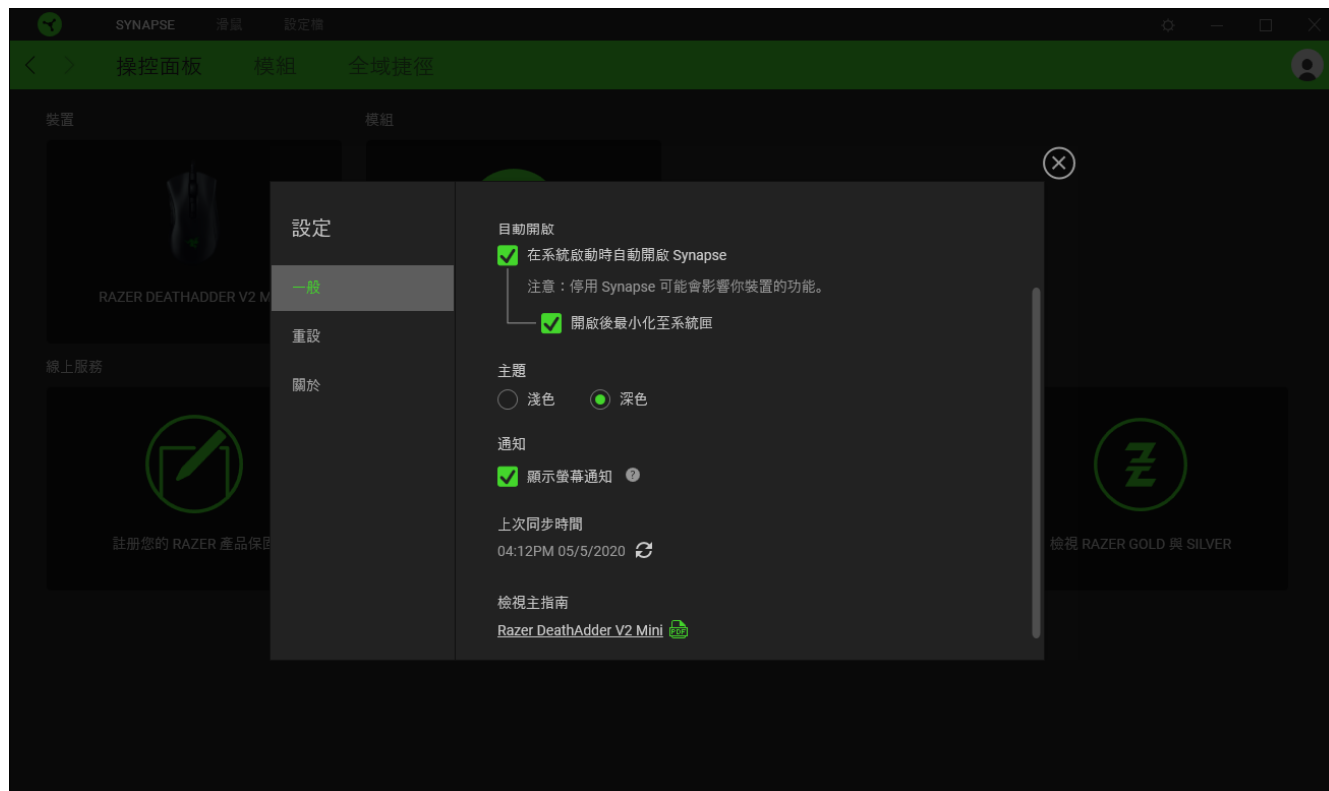 SYNAPSE 滑鼠 設定檔
操控面板 模組 全域捷徑
裝置 模組
RAZER DEATHADDER V2 M
線上服務
註册您的 RAZER 產品保固
檢視 RAZER GOLD 與 SILVER
設定
一般
重設
關於
自動開啟
在系統啟動時自動開啟 Synapse
注意：停用 Synapse 可能會影響你裝置的功能。
開啟後最小化至系統匣
主題
淺色 深色
通知
顯示螢幕通知 ?
上次同步時間
04:12PM 05/5/2020
檢視主指南
Razer DeathAdder V2 Mini PDF